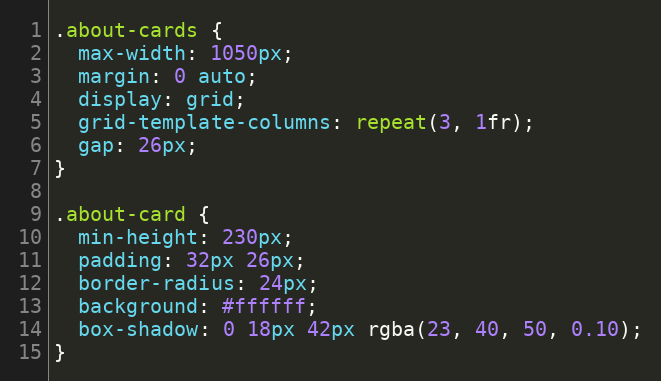 1 .about-cards {
2   max-width: 1050px;
3   margin: 0 auto;
4   display: grid;
5   grid-template-columns: repeat(3, 1fr);
6   gap: 26px;
7 }
8
9 .about-card {
10   min-height: 230px;
11   padding: 32px 26px;
12   border-radius: 24px;
13   background: #ffffff;
14   box-shadow: 0 18px 42px rgba(23, 40, 50, 0.10);
15 }